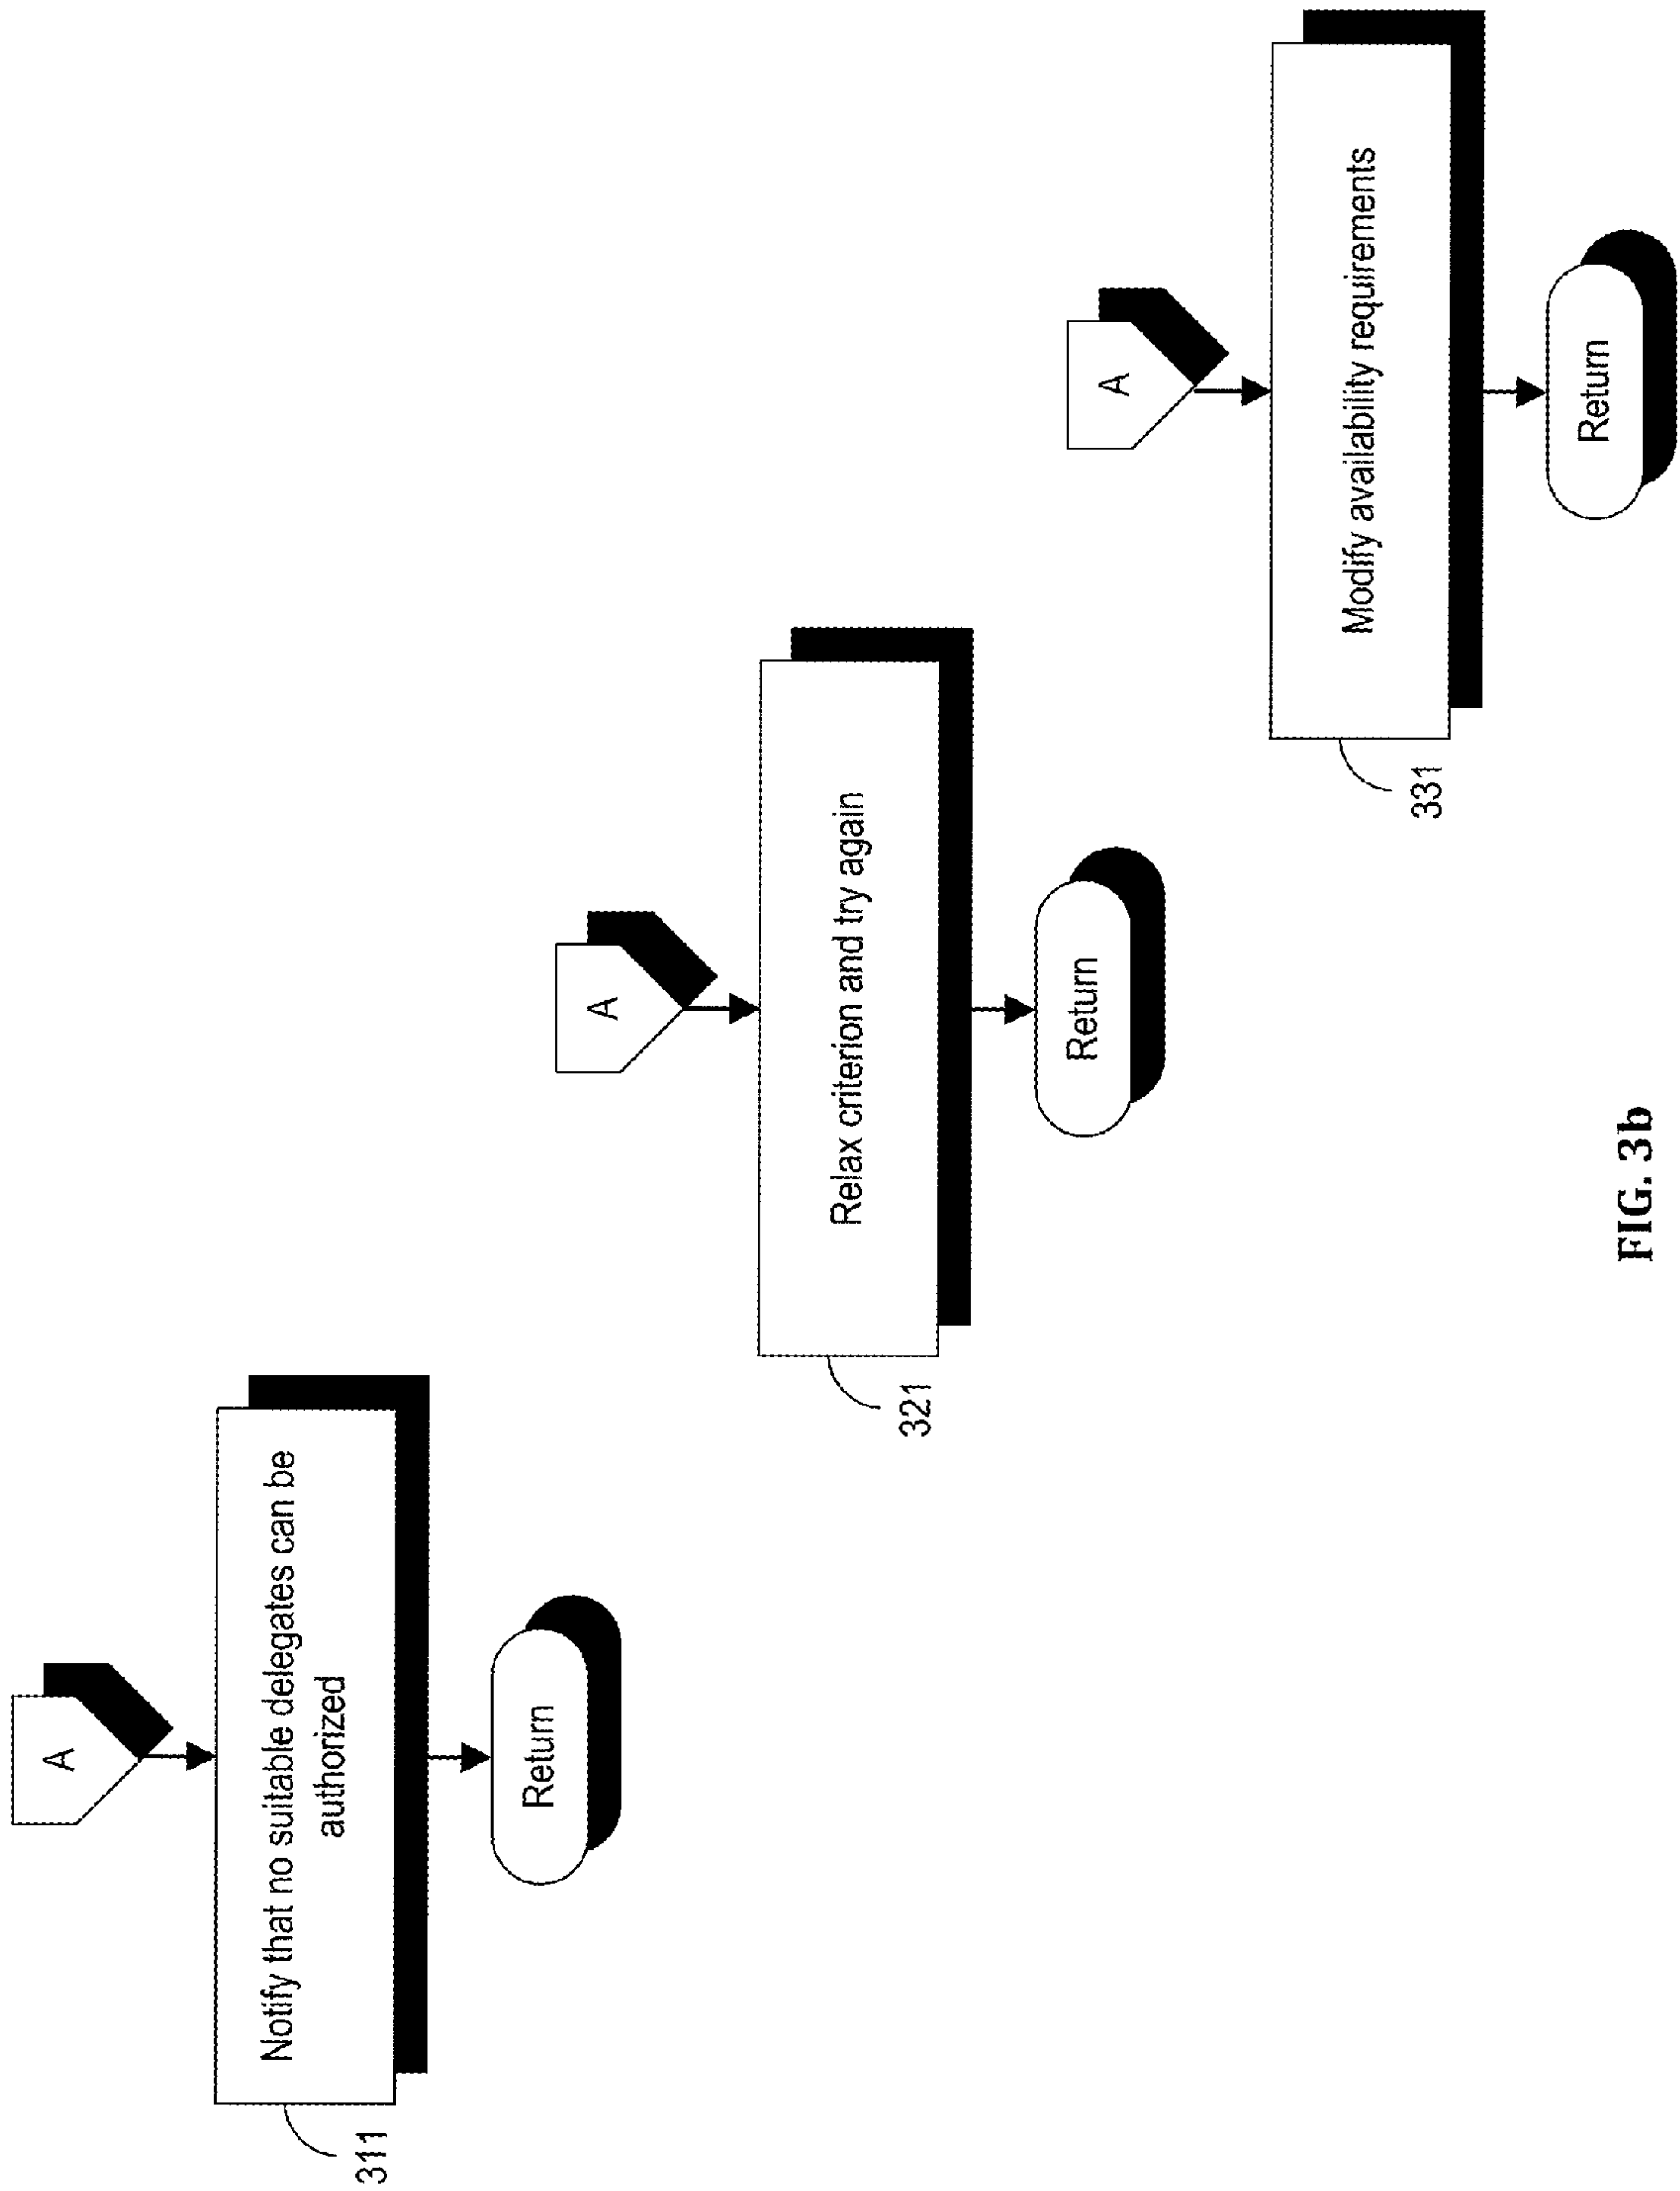 A
Notify that no suitable delegates can be
authorized
311
Return
A
Relax criterion and try again
321
Return
A
Modify availability requirements
331
Return
FIG. 3b